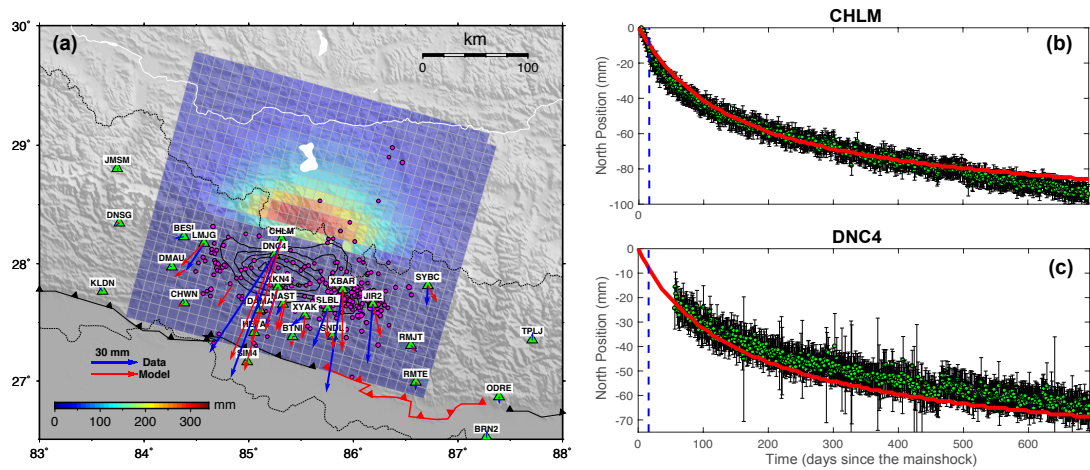 (a)
km
0 100
30°
29°
28°
27°
JMSM
DNSG
BESI
LMJG
CHLM
DNC4
DMAU
KLDN
CHWN
KKN4
XBAR
SYBC
NAST
SLBL
JIR2
XYAK
BTNL
SNDL
RMJT
TPLJ
SIM4
RMTE
ODRE
BRN2
30 mm
Data
Model
mm
0 100 200 300
83° 84° 85° 86° 87° 88°
CHLM
(b)
North Position (mm)
0
-20
-40
-60
-80
-100
0
DNC4
(c)
North Position (mm)
0
-10
-20
-30
-40
-50
-60
-70
0 100 200 300 400 500 600
Time (days since the mainshock)